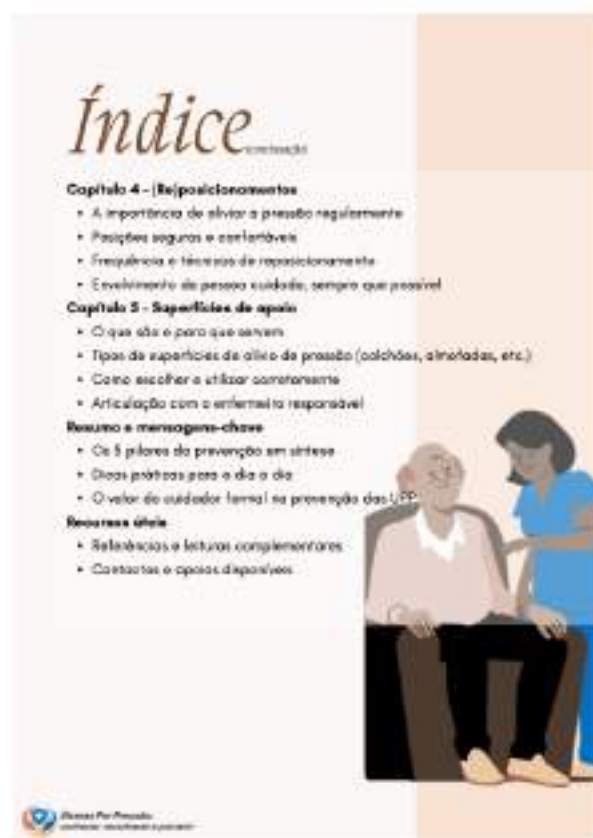 Índice
(continuação)
Capítulo 4 - (Re)posicionamentos
• A importância de aliviar a pressão regularmente
• Posições seguras e confortáveis
• Frequência e técnicas de reposicionamento
• Envolvimento da pessoa cuidada, sempre que possível
Capítulo 5 - Superfícies de apoio
• O que são e para que servem
• Tipos de superfícies de alívio de pressão (colchões, almofadas, etc.)
• Como escolher e utilizar corretamente
• Articulação com o enfermeiro responsável
Resumo e mensagens-chave
• Os 5 pilares da prevenção em síntese
• Dicas práticas para o dia a dia
• O valor do cuidador formal na prevenção das UPP
Recursos úteis
• Referências e leituras complementares
• Contactos e apoios disponíveis
Úlceras Por Pressão: